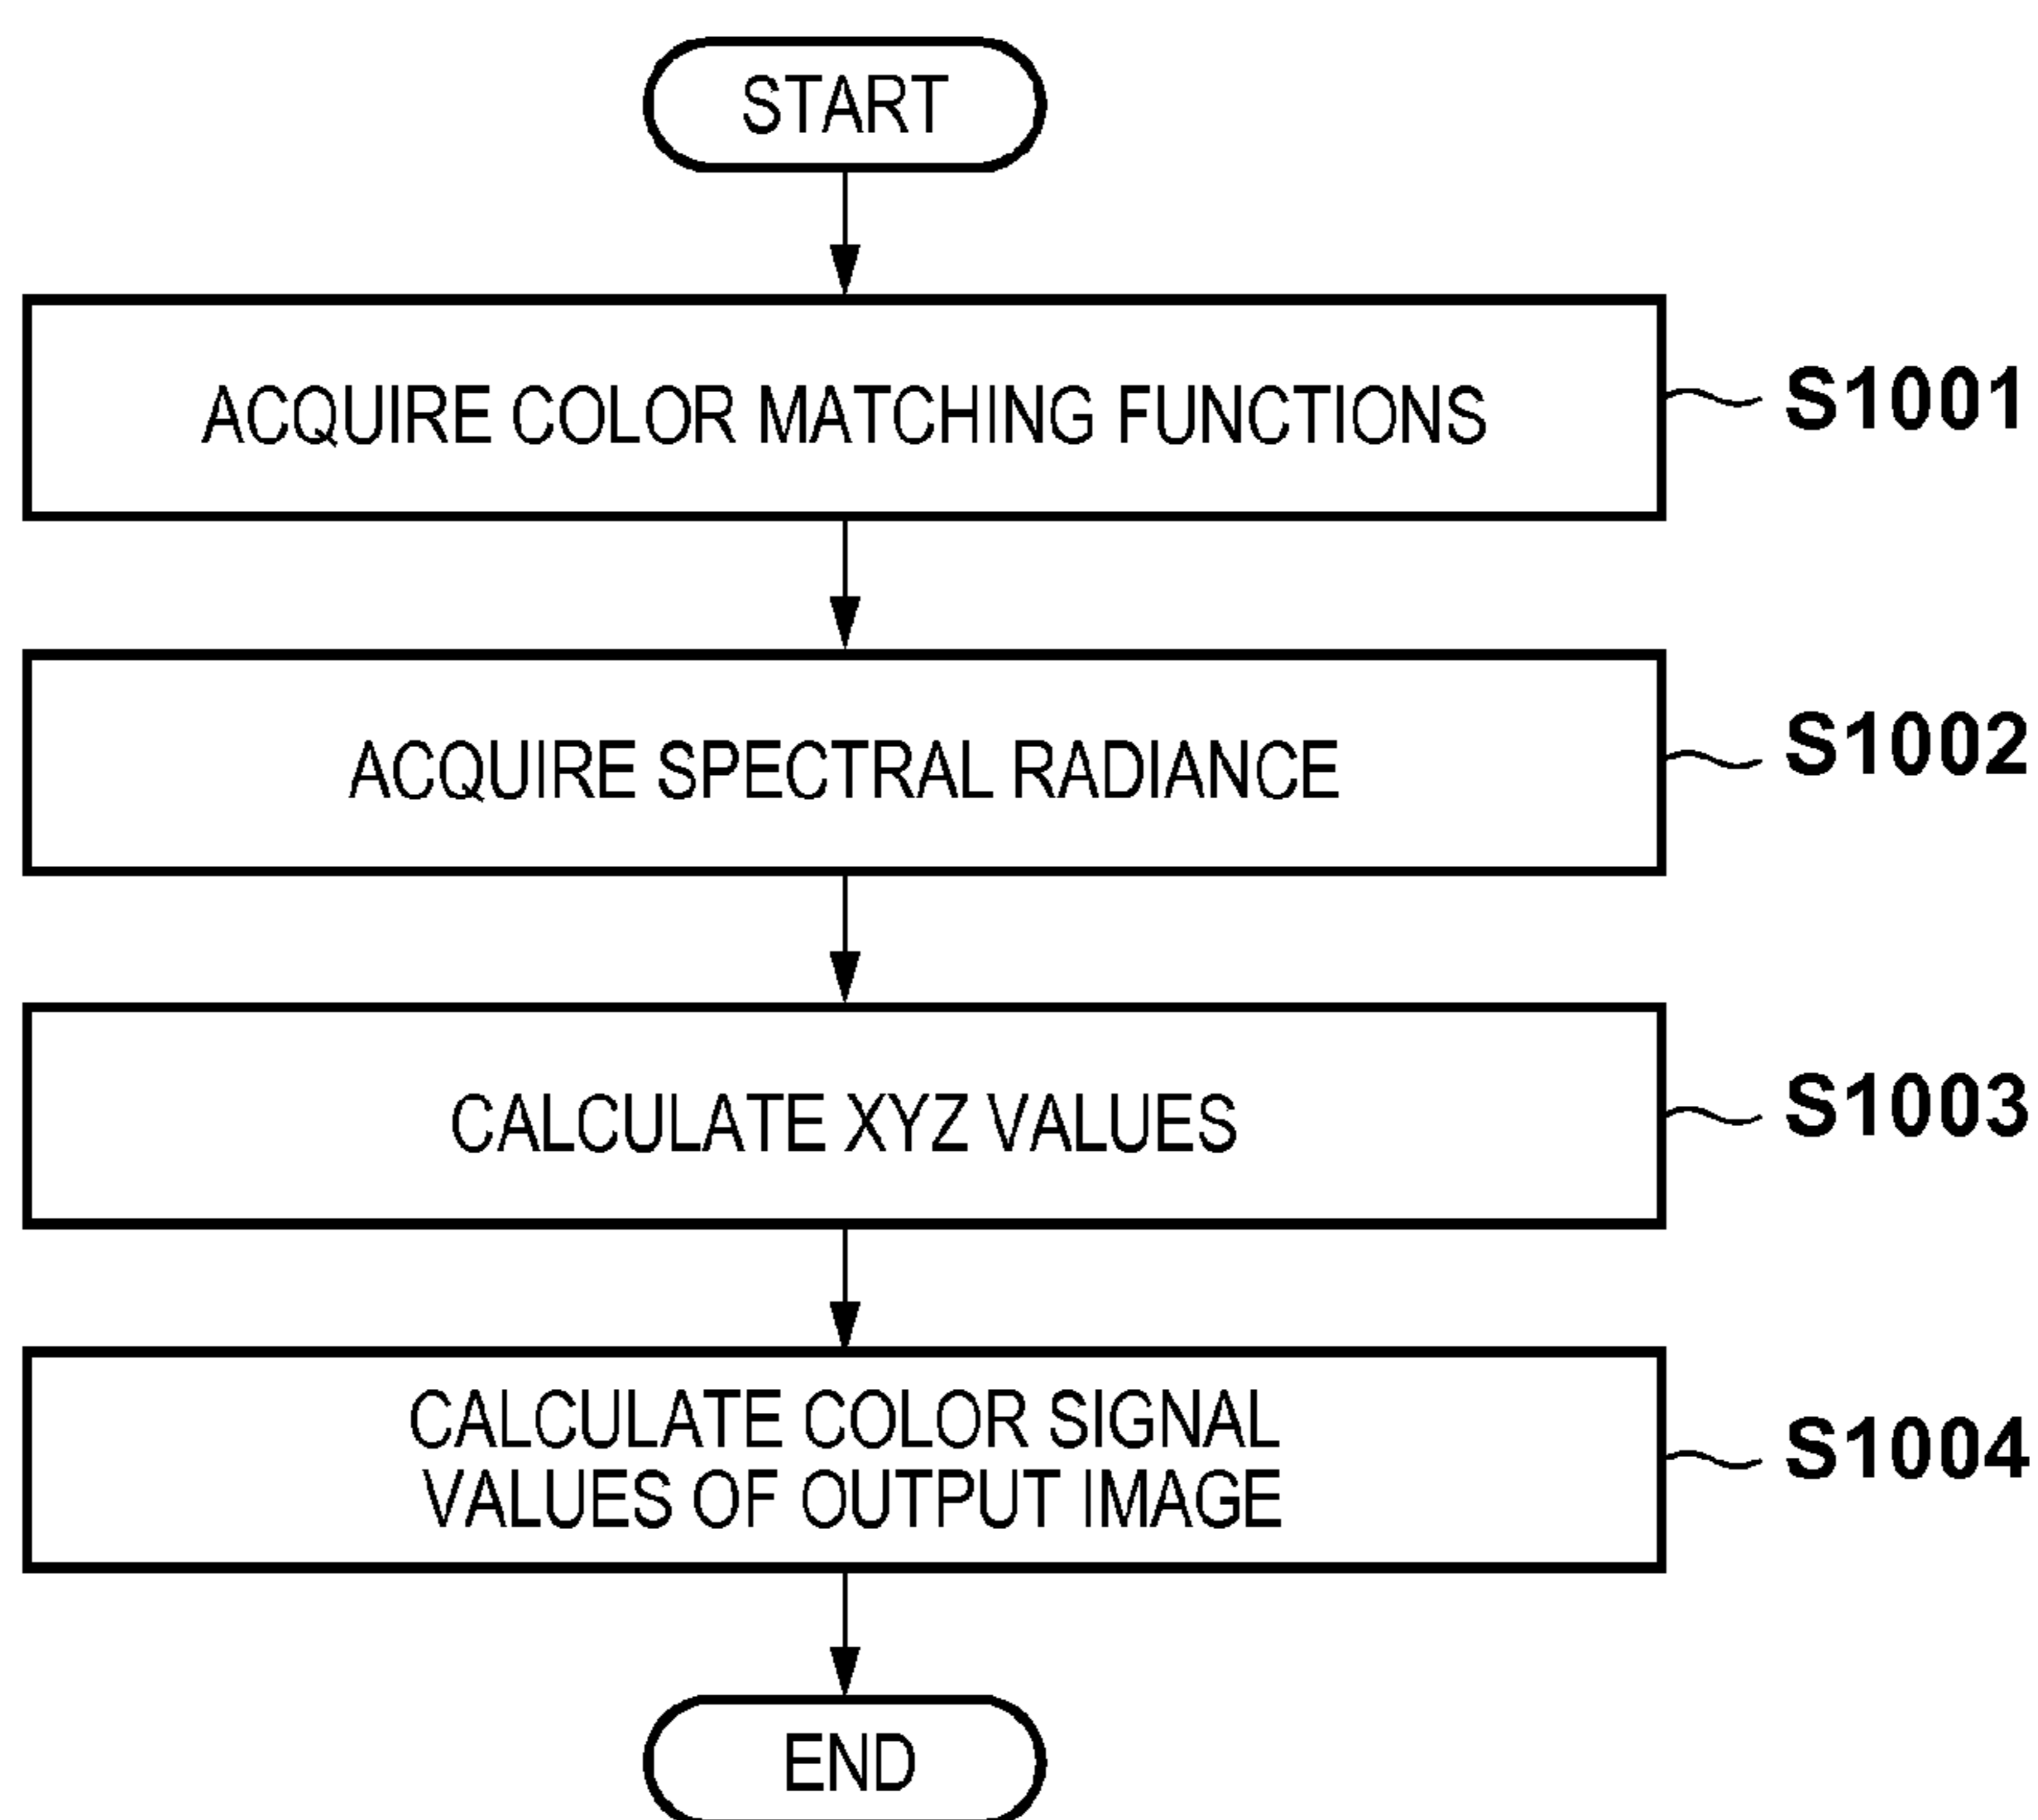 START
ACQUIRE COLOR MATCHING FUNCTIONS
S1001
ACQUIRE SPECTRAL RADIANCE
S1002
CALCULATE XYZ VALUES
S1003
CALCULATE COLOR SIGNAL
VALUES OF OUTPUT IMAGE
S1004
END